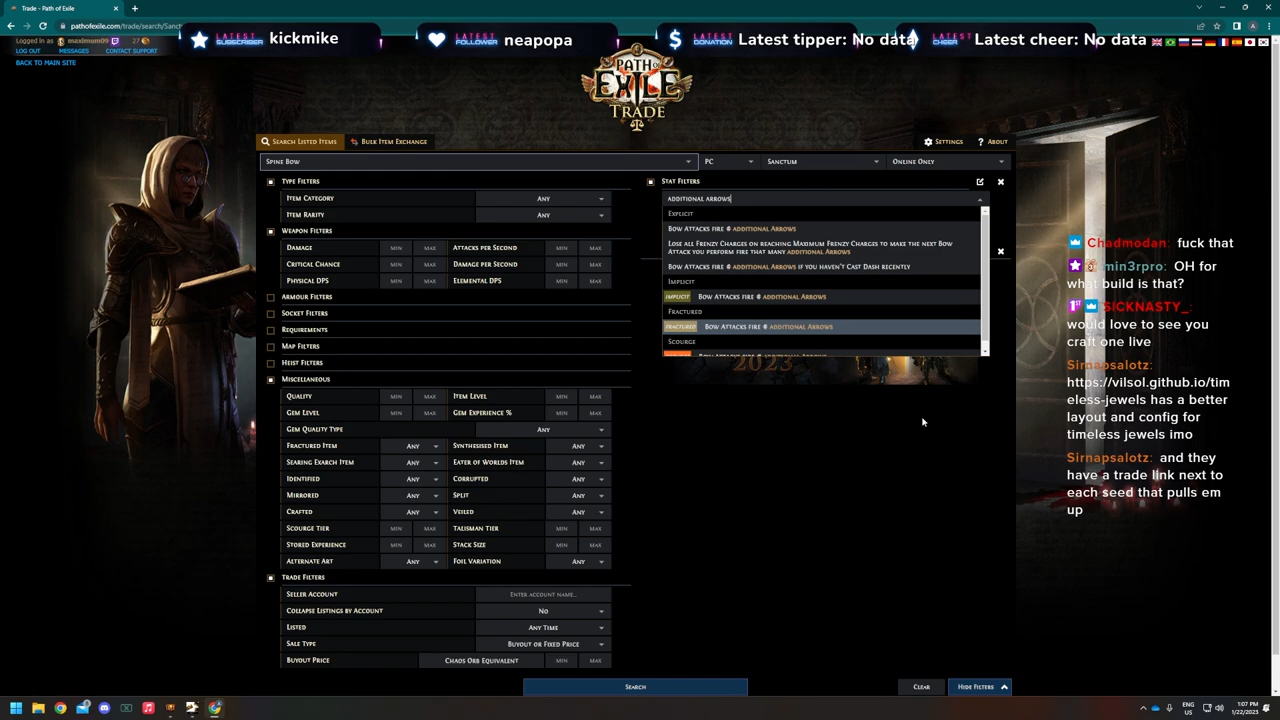 Trade - Path of Exile
pathofexile.com/trade/search/Sanct
Logged in as maximom09 27
LOG OUT MESSAGES CONTACT SUPPORT
BACK TO MAIN SITE
LATEST SUBSCRIBER kickmike
LATEST FOLLOWER neapopa
LATEST DONATION Latest tipper: No data
LATEST CHEER Latest cheer: No data
PATH OF EXILE
TRADE
Search Listed Items Bulk Item Exchange Settings ? About
Spine Bow PC Sanctum Online Only
Type Filters
Item Category Any
Item Rarity Any
Weapon Filters
Damage MIN MAX Attacks per Second MIN MAX
Critical Chance MIN MAX Damage per Second MIN MAX
Physical DPS MIN MAX Elemental DPS MIN MAX
Armour Filters
Socket Filters
Requirements
Map Filters
Heist Filters
Miscellaneous
Quality MIN MAX Item Level MIN MAX
Gem Level MIN MAX Gem Experience % MIN MAX
Gem Quality Type Any
Fractured Item Any Synthesised Item Any
Searing Exarch Item Any Eater of Worlds Item Any
Identified Any Corrupted Any
Mirrored Any Split Any
Crafted Any Veiled Any
Scourge Tier MIN MAX Talisman Tier MIN MAX
Stored Experience MIN MAX Stack Size MIN MAX
Alternate Art Any Foil Variation Any
Trade Filters
Seller Account Enter account name...
Collapse Listings by Account No
Listed Any Time
Sale Type Buyout or Fixed Price
Buyout Price Chaos Orb Equivalent MIN MAX
Stat Filters
additional arrows
Explicit
Bow Attacks fire # additional Arrows
Lose all Frenzy Charges on reaching Maximum Frenzy Charges to make the next Bow
Attack you perform fire that many additional Arrows
Bow Attacks fire # additional Arrows if you haven't Cast Dash recently
Implicit
IMPLICIT Bow Attacks fire # additional Arrows
Fractured
FRACTURED Bow Attacks fire # additional Arrows
Scourge
Bow Attacks fire # additional Arrows
2023
Search Clear Hide Filters
Chadmodan: fuck that
min3rpro: OH for
what build is that?
1ST SICKNASTY_:
would love to see you
craft one live
Sirnapsalotz:
https://vilsol.github.io/tim
eless-jewels has a better
layout and config for
timeless jewels imo
Sirnapsalotz: and they
have a trade link next to
each seed that pulls em
up
ENG
US
1:07 PM
1/22/2023